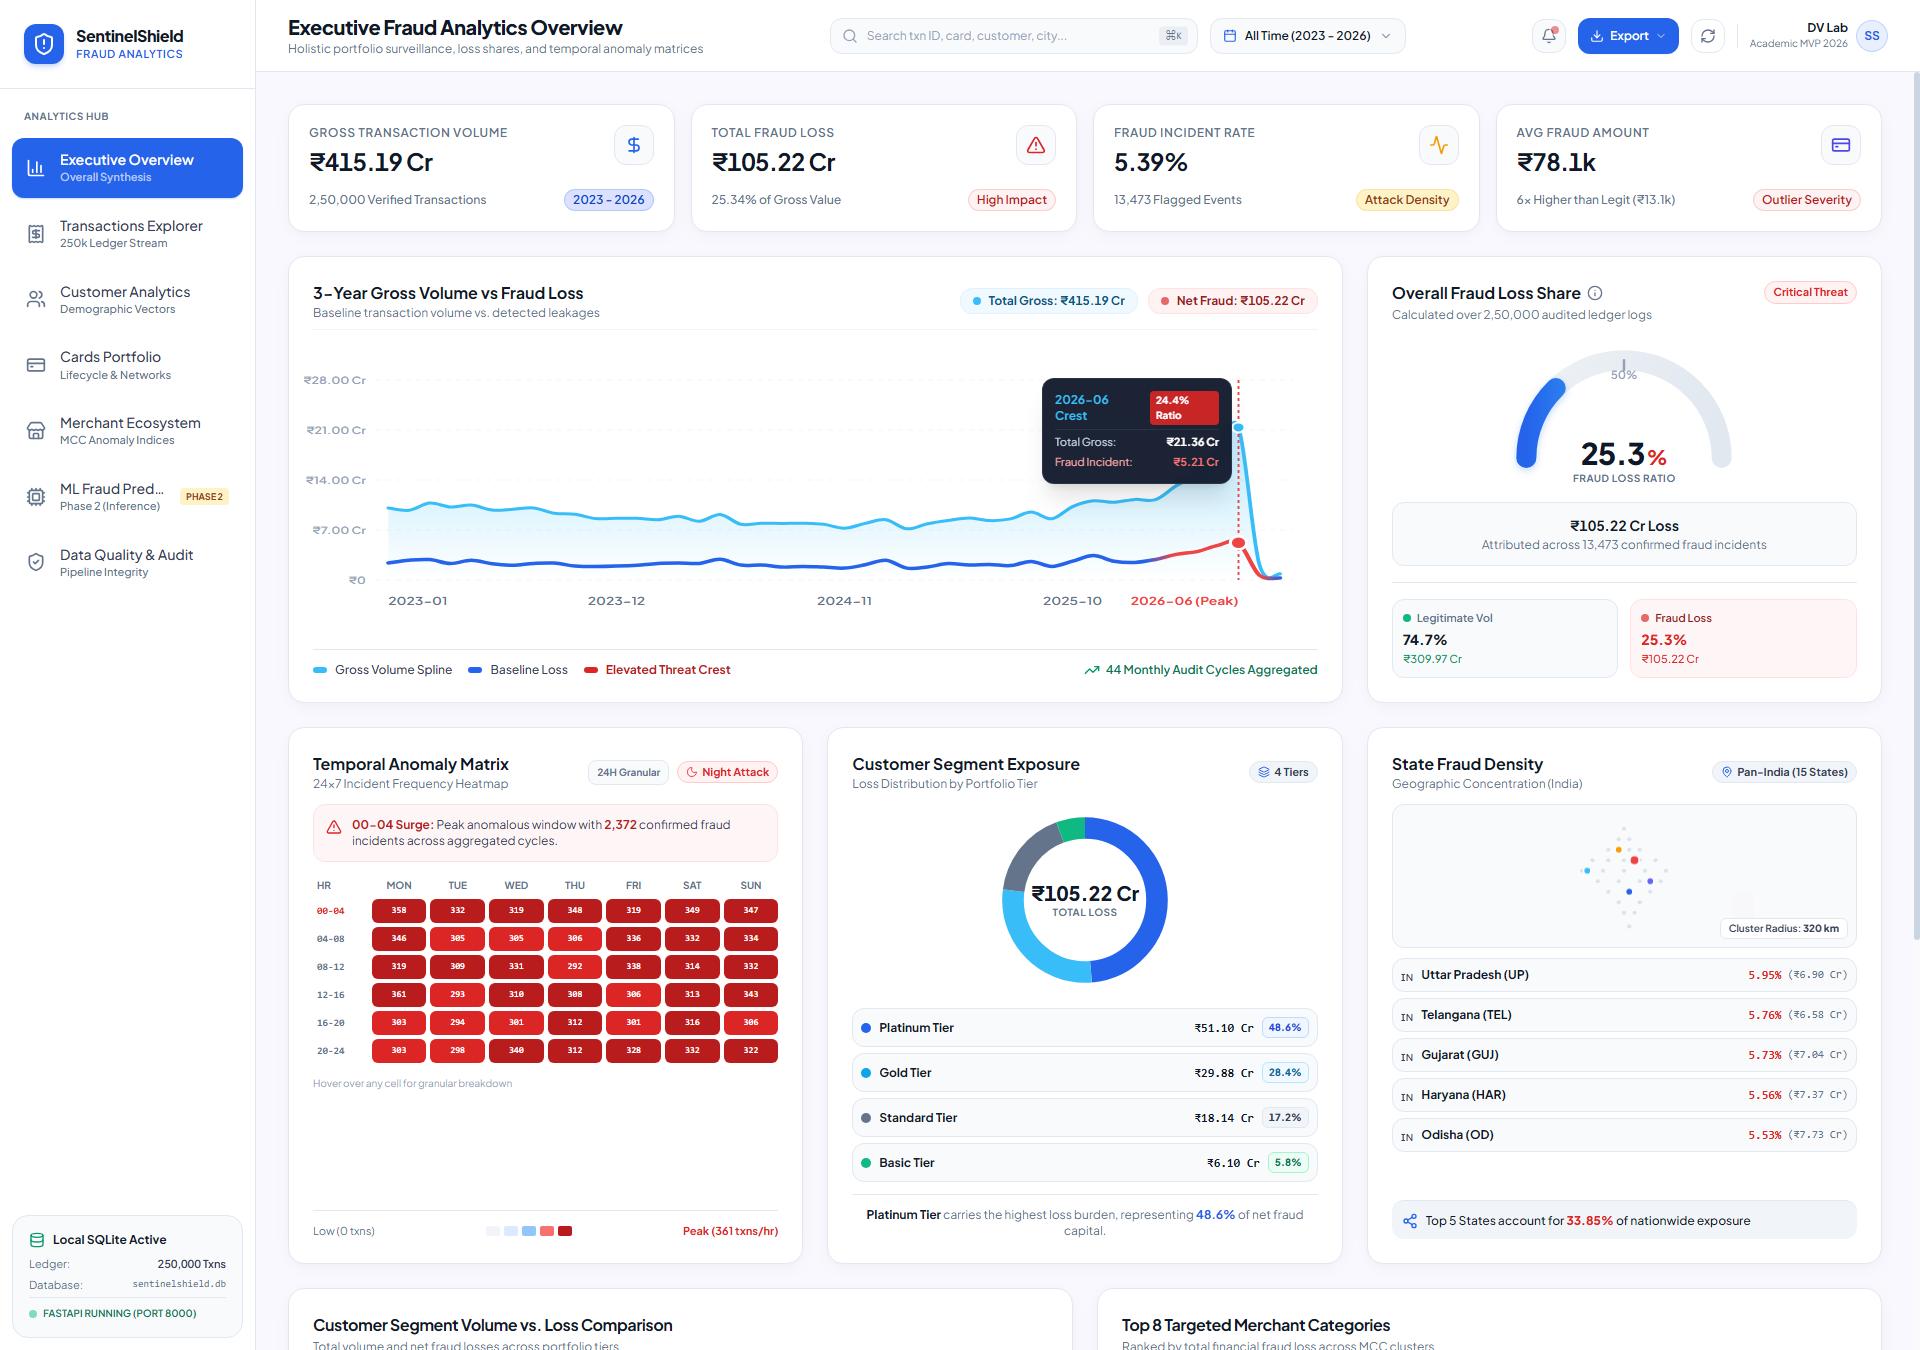 SentinelShield
FRAUD ANALYTICS
ANALYTICS HUB
Executive Overview
Overall Synthesis
Transactions Explorer
250k Ledger Stream
Customer Analytics
Demographic Vectors
Cards Portfolio
Lifecycle & Networks
Merchant Ecosystem
MCC Anomaly Indices
ML Fraud Pred...
PHASE 2
Phase 2 (Inference)
Data Quality & Audit
Pipeline Integrity
Local SQLite Active
Ledger: 250,000 Txns
Database: sentinelshield.db
FASTAPI RUNNING (PORT 8000)
Executive Fraud Analytics Overview
Holistic portfolio surveillance, loss shares, and temporal anomaly matrices
Search txn ID, card, customer, city... ⌘K
All Time (2023 - 2026)
Export
DV Lab
Academic MVP 2026
SS
GROSS TRANSACTION VOLUME
₹415.19 Cr
2,50,000 Verified Transactions 2023 - 2026
TOTAL FRAUD LOSS
₹105.22 Cr
25.34% of Gross Value High Impact
FRAUD INCIDENT RATE
5.39%
13,473 Flagged Events Attack Density
AVG FRAUD AMOUNT
₹78.1k
6x Higher than Legit (₹13.1k) Outlier Severity
3-Year Gross Volume vs Fraud Loss
Baseline transaction volume vs. detected leakages
Total Gross: ₹415.19 Cr
Net Fraud: ₹105.22 Cr
₹28.00 Cr
₹21.00 Cr
₹14.00 Cr
₹7.00 Cr
₹0
2026-06 Crest
24.4% Ratio
Total Gross: ₹21.36 Cr
Fraud Incident: ₹5.21 Cr
2023-01 2023-12 2024-11 2025-10 2026-06 (Peak)
Gross Volume Spline Baseline Loss Elevated Threat Crest
44 Monthly Audit Cycles Aggregated
Overall Fraud Loss Share
Critical Threat
Calculated over 2,50,000 audited ledger logs
50%
25.3%
FRAUD LOSS RATIO
₹105.22 Cr Loss
Attributed across 13,473 confirmed fraud incidents
Legitimate Vol
74.7%
₹309.97 Cr
Fraud Loss
25.3%
₹105.22 Cr
Temporal Anomaly Matrix
24x7 Incident Frequency Heatmap
24H Granular
Night Attack
00-04 Surge: Peak anomalous window with 2,372 confirmed fraud
incidents across aggregated cycles.
HR MON TUE WED THU FRI SAT SUN
00-04 358 332 319 348 319 349 347
04-08 346 305 305 306 336 332 334
08-12 319 309 331 292 338 314 332
12-16 361 293 310 308 306 313 343
16-20 303 294 301 312 301 316 306
20-24 303 298 340 312 328 332 322
Hover over any cell for granular breakdown
Low (0 txns) Peak (361 txns/hr)
Customer Segment Exposure
Loss Distribution by Portfolio Tier
4 Tiers
₹105.22 Cr
TOTAL LOSS
Platinum Tier ₹51.10 Cr 48.6%
Gold Tier ₹29.88 Cr 28.4%
Standard Tier ₹18.14 Cr 17.2%
Basic Tier ₹6.10 Cr 5.8%
Platinum Tier carries the highest loss burden, representing 48.6% of net fraud
capital.
State Fraud Density
Geographic Concentration (India)
Pan-India (15 States)
Cluster Radius: 320 km
IN Uttar Pradesh (UP) 5.95% (₹6.90 Cr)
IN Telangana (TEL) 5.76% (₹6.58 Cr)
IN Gujarat (GUJ) 5.73% (₹7.04 Cr)
IN Haryana (HAR) 5.56% (₹7.37 Cr)
IN Odisha (OD) 5.53% (₹7.73 Cr)
Top 5 States account for 33.85% of nationwide exposure
Customer Segment Volume vs. Loss Comparison
Total volume and net fraud losses across portfolio tiers
Top 8 Targeted Merchant Categories
Ranked by total financial fraud loss across MCC clusters